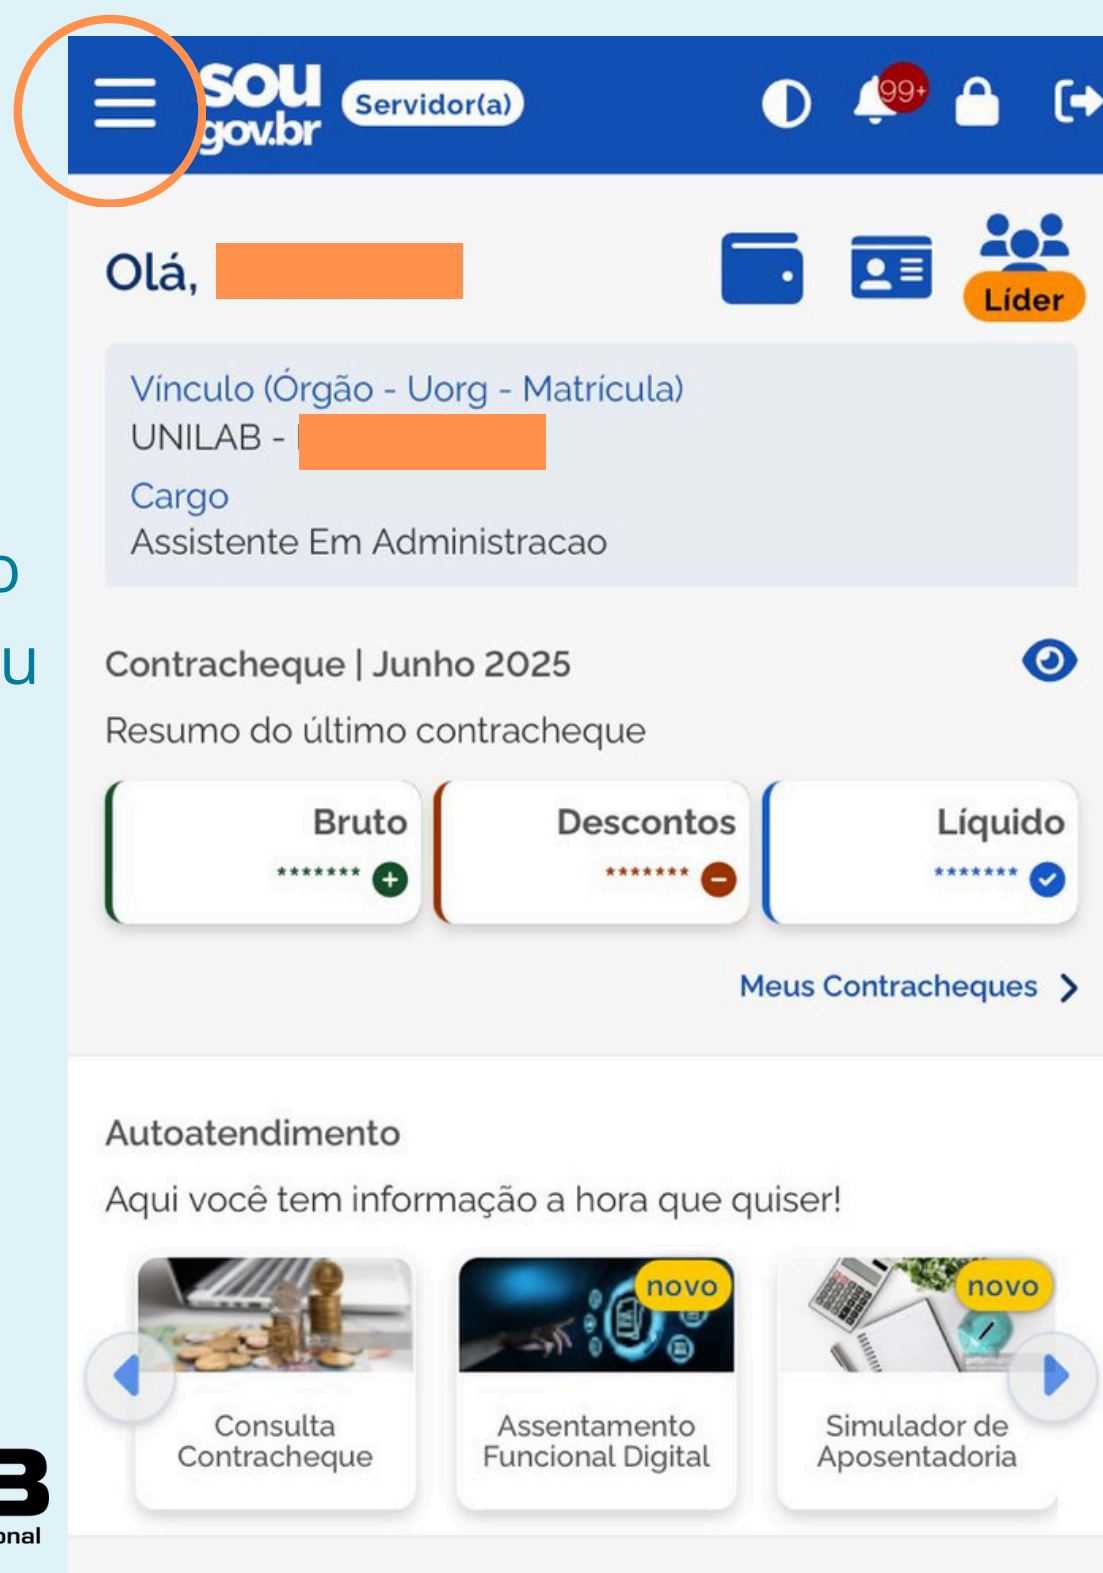 sou
gov.br
Servidor(a)
99+
Olá,
Líder
Vínculo (Órgão - Uorg - Matrícula)
UNILAB -
Cargo
Assistente Em Administracao
Contracheque | Junho 2025
Resumo do último contracheque
Bruto
*******
Descontos
*******
Líquido
*******
Meus Contracheques
Autoatendimento
Aqui você tem informação a hora que quiser!
Consulta
Contracheque
novo
Assentamento
Funcional Digital
novo
Simulador de
Aposentadoria